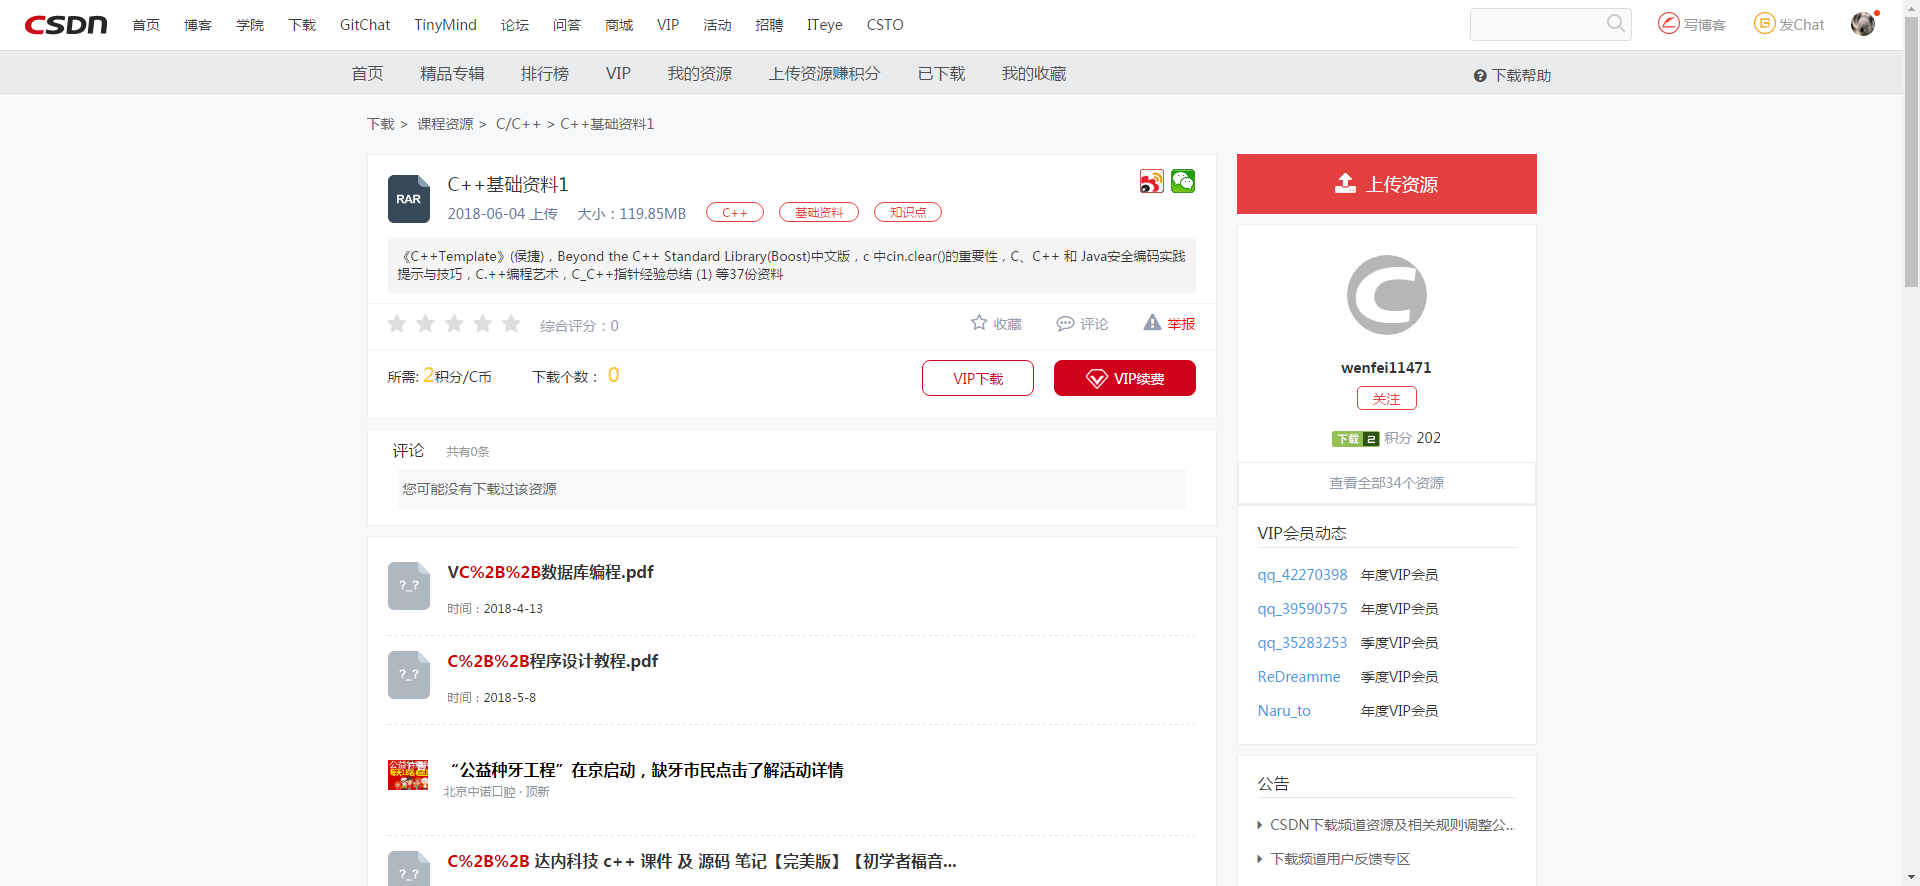 CSDN 首页 博客 学院 下载 GitChat TinyMind 论坛 问答 商城 VIP 活动 招聘 ITeye CSTO 写博客 发Chat
首页 精品专辑 排行榜 VIP 我的资源 上传资源赚积分 已下载 我的收藏 下载帮助
下载 > 课程资源 > C/C++ > C++基础资料1
RAR
C++基础资料1
2018-06-04 上传 大小：119.85MB C++ 基础资料 知识点
《C++Template》(侯捷)，Beyond the C++ Standard Library(Boost)中文版，c 中cin.clear()的重要性，C、C++ 和 Java安全编码实践
提示与技巧，C.++编程艺术，C_C++指针经验总结 (1) 等37份资料
综合评分：0 收藏 评论 举报
所需: 2积分/C币 下载个数： 0 VIP下载 VIP续费
评论 共有0条
您可能没有下载过该资源
?_?
VC%2B%2B数据库编程.pdf
时间：2018-4-13
?_?
C%2B%2B程序设计教程.pdf
时间：2018-5-8
“公益种牙工程”在京启动，缺牙市民点击了解活动详情
北京中诺口腔 · 顶新
?_?
C%2B%2B 达内科技 c++ 课件 及 源码 笔记【完美版】【初学者福音...
上传资源
wenfei11471
关注
下载 2 积分 202
查看全部34个资源
VIP会员动态
qq_42270398 年度VIP会员
qq_39590575 年度VIP会员
qq_35283253 季度VIP会员
ReDreamme 季度VIP会员
Naru_to 年度VIP会员
公告
CSDN下载频道资源及相关规则调整公...
下载频道用户反馈专区